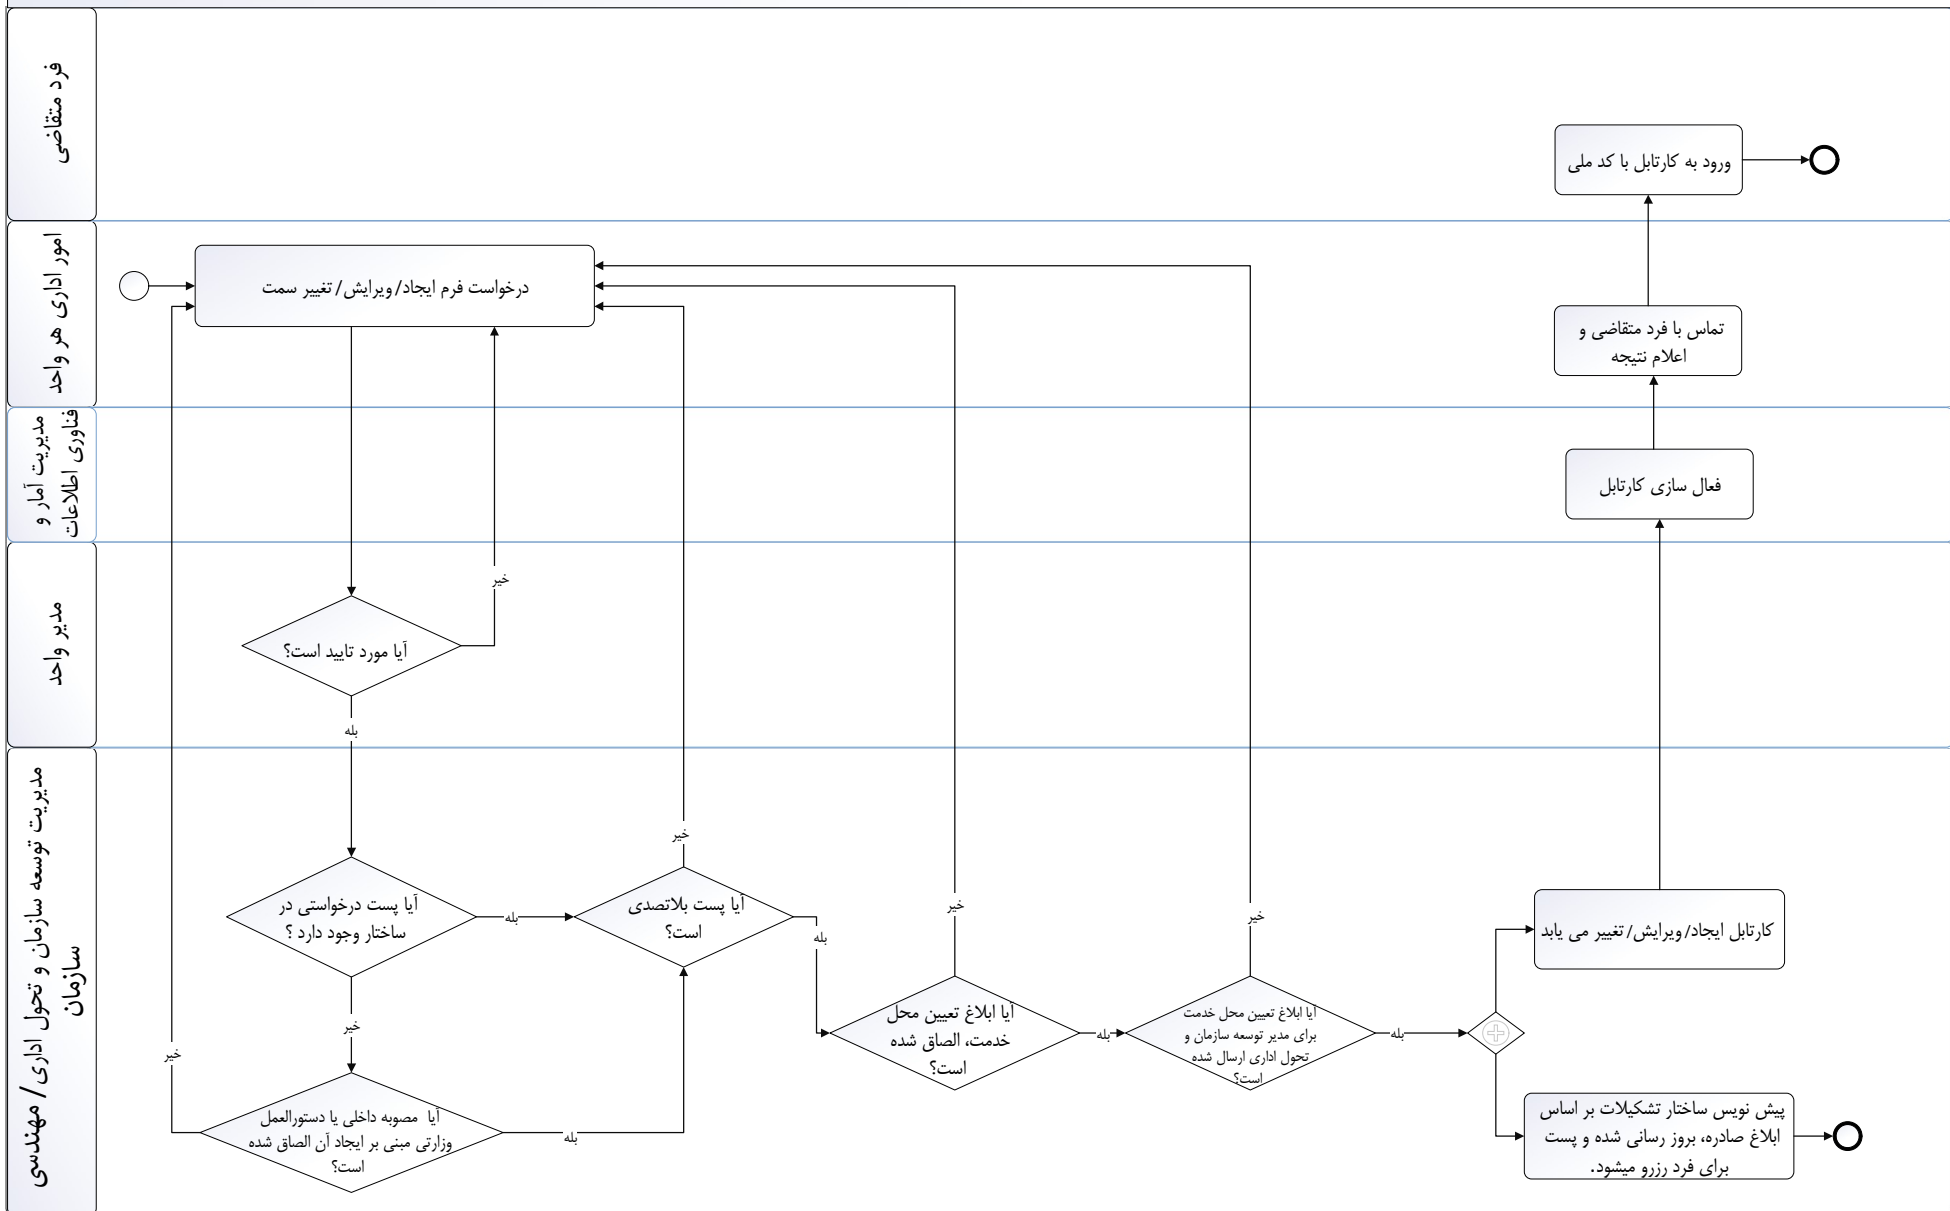 فرد متقاضی
ورود به کارتابل با کد ملی
امور اداری هر واحد
درخواست فرم ایجاد/ویرایش/تغییر سمت
تماس با فرد متقاضی و
اعلام نتیجه
مدیریت آمار و
فناوری اطلاعات
فعال سازی کارتابل
مدیر واحد
آیا مورد تایید است؟
خیر
بله
مدیریت توسعه سازمان و تحول اداری/ مهندسی
سازمان
آیا پست درخواستی در
ساختار وجود دارد ؟
بله
خیر
آیا پست بلاتصدی
است؟
خیر
بله
آیا مصوبه داخلی یا دستورالعمل
وزارتی مبنی بر ایجاد آن الصاق شده
است؟
خیر
بله
آیا ابلاغ تعیین محل
خدمت، الصاق شده
است؟
خیر
بله
آیا ابلاغ تعیین محل خدمت
برای مدیر توسعه سازمان و
تحول اداری ارسال شده
است؟
خیر
بله
کارتابل ایجاد/ویرایش/تغییر می یابد
پیش نویس ساختار تشکیلات بر اساس
ابلاغ صادره، بروز رسانی شده و پست
برای فرد رزرو میشود.